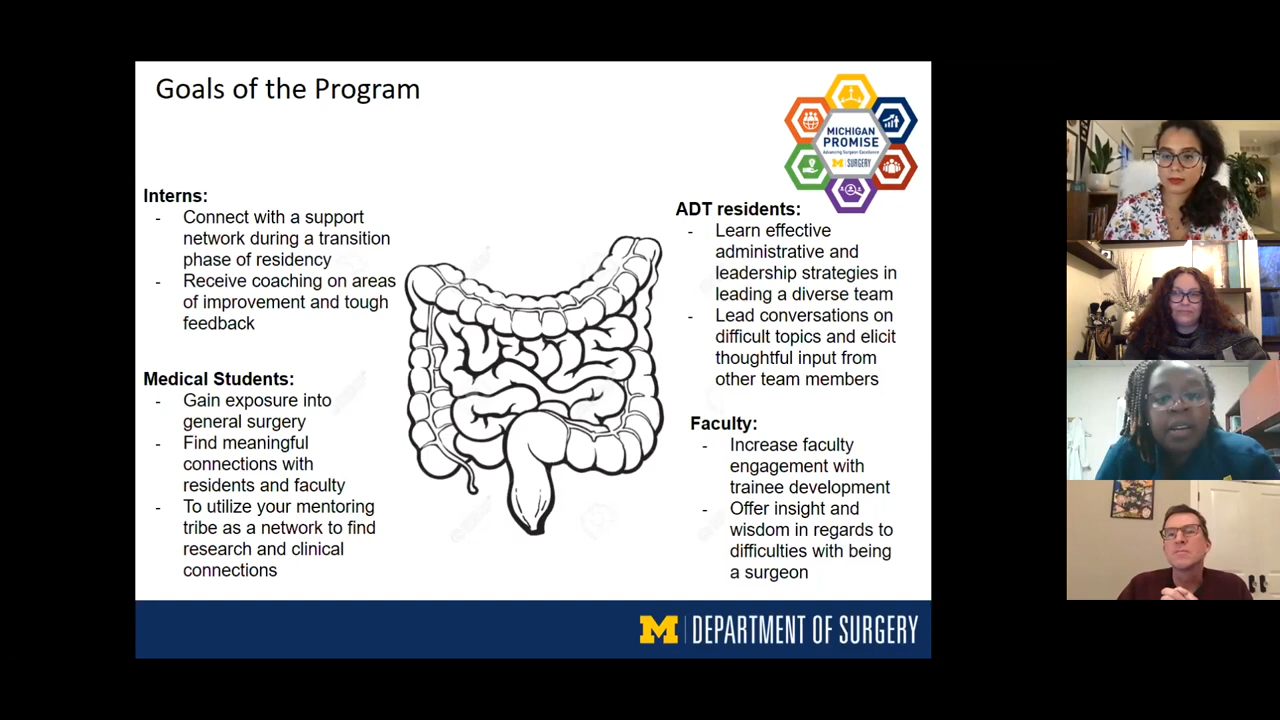 Goals of the Program
MICHIGAN
PROMISE
Advancing Surgeon Excellence
M SURGERY
Interns:
- Connect with a support
network during a transition
phase of residency
- Receive coaching on areas
of improvement and tough
feedback
Medical Students:
- Gain exposure into
general surgery
- Find meaningful
connections with
residents and faculty
- To utilize your mentoring
tribe as a network to find
research and clinical
connections
ADT residents:
- Learn effective
administrative and
leadership strategies in
leading a diverse team
- Lead conversations on
difficult topics and elicit
thoughtful input from
other team members
Faculty:
- Increase faculty
engagement with
trainee development
- Offer insight and
wisdom in regards to
difficulties with being
a surgeon
M DEPARTMENT OF SURGERY